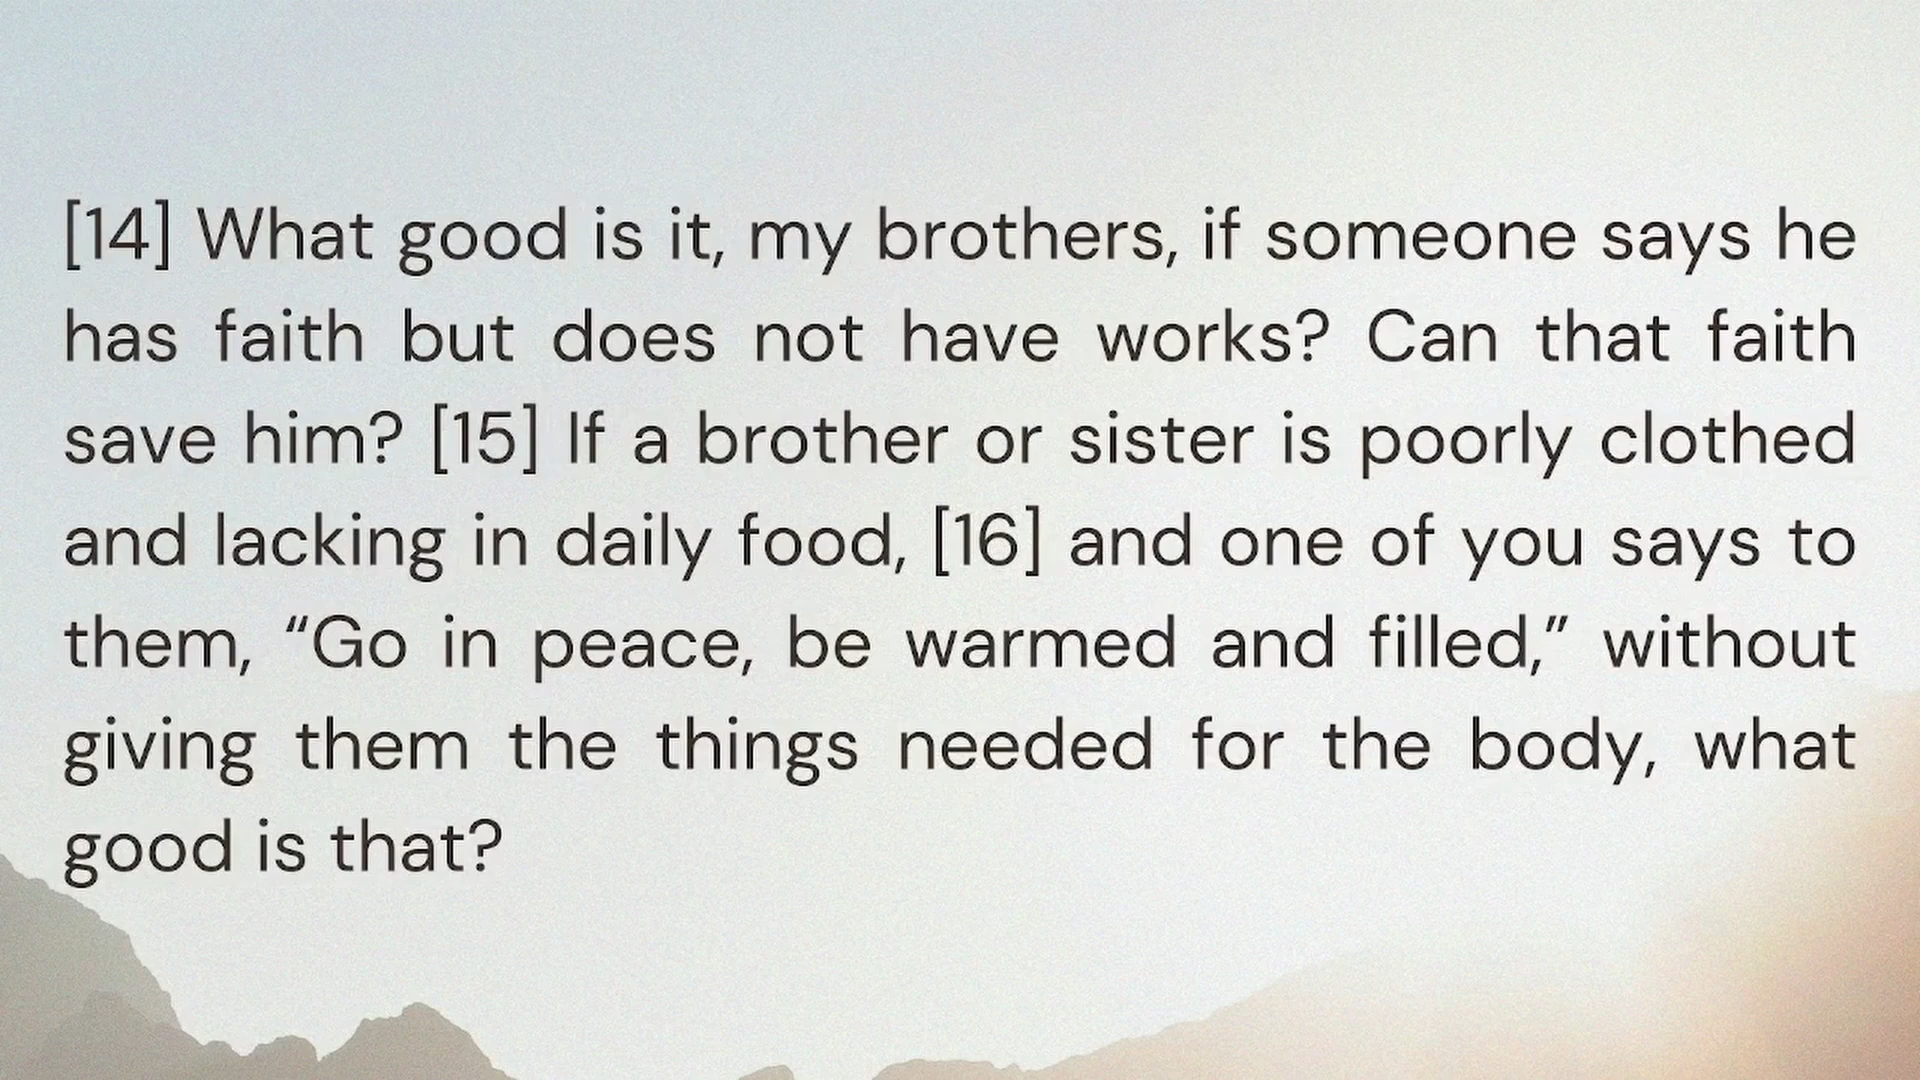 [14] What good is it, my brothers, if someone says he
has faith but does not have works? Can that faith
save him? [15] If a brother or sister is poorly clothed
and lacking in daily food, [16] and one of you says to
them, “Go in peace, be warmed and filled,” without
giving them the things needed for the body, what
good is that?